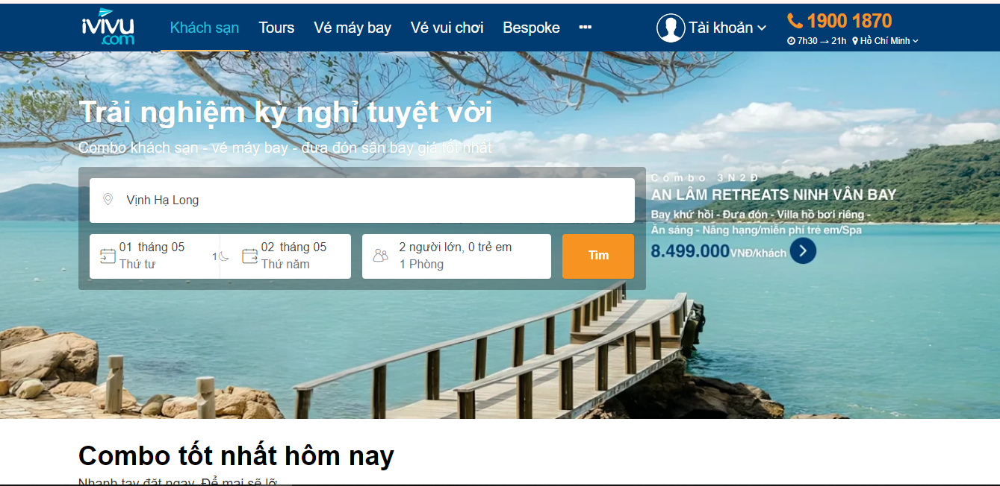 iVIVU
.com
Khách sạn Tours Vé máy bay Vé vui chơi Bespoke ••• Tài khoản 1900 1870
7h30 → 21h Hồ Chí Minh
Trải nghiệm kỳ nghỉ tuyệt vời
Combo khách sạn - vé máy bay - đưa đón sân bay giá tốt nhất
Combo 3N2Đ
Vịnh Hạ Long
AN LÂM RETREATS NINH VÂN BAY
Bay khứ hồi - Đưa đón - Villa hồ bơi riêng -
Ăn sáng - Nâng hạng/miễn phí trẻ em/Spa
8.499.000VNĐ/khách
01 tháng 05
Thứ tư
1
02 tháng 05
Thứ năm
2 người lớn, 0 trẻ em
1 Phòng
Tìm
Combo tốt nhất hôm nay
Nhanh tay đặt ngay. Để mai sẽ lỡ